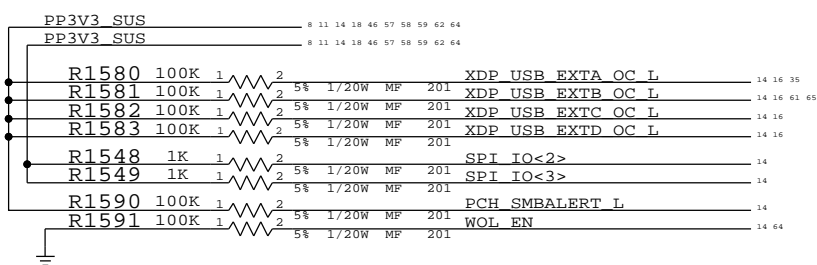 PP3V3_SUS 8 11 14 18 46 57 58 59 62 64
PP3V3_SUS 8 11 14 18 46 57 58 59 62 64
R1580 100K 1 2 5% 1/20W MF 201 XDP_USB_EXTA_OC_L 14 16 35
R1581 100K 1 2 5% 1/20W MF 201 XDP_USB_EXTB_OC_L 14 16 61 65
R1582 100K 1 2 5% 1/20W MF 201 XDP_USB_EXTC_OC_L 14 16
R1583 100K 1 2 5% 1/20W MF 201 XDP_USB_EXTD_OC_L 14 16
R1548 1K 1 2 5% 1/20W MF 201 SPI_IO<2> 14
R1549 1K 1 2 5% 1/20W MF 201 SPI_IO<3> 14
R1590 100K 1 2 5% 1/20W MF 201 PCH_SMBALERT_L 14
R1591 100K 1 2 5% 1/20W MF 201 WOL_EN 14 64